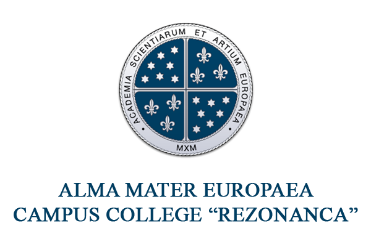 ACADEMIA SCIENTIARUM ET ARTIUM EUROPAEA
MXM
ALMA MATER EUROPAEA
CAMPUS COLLEGE “REZONANCA”